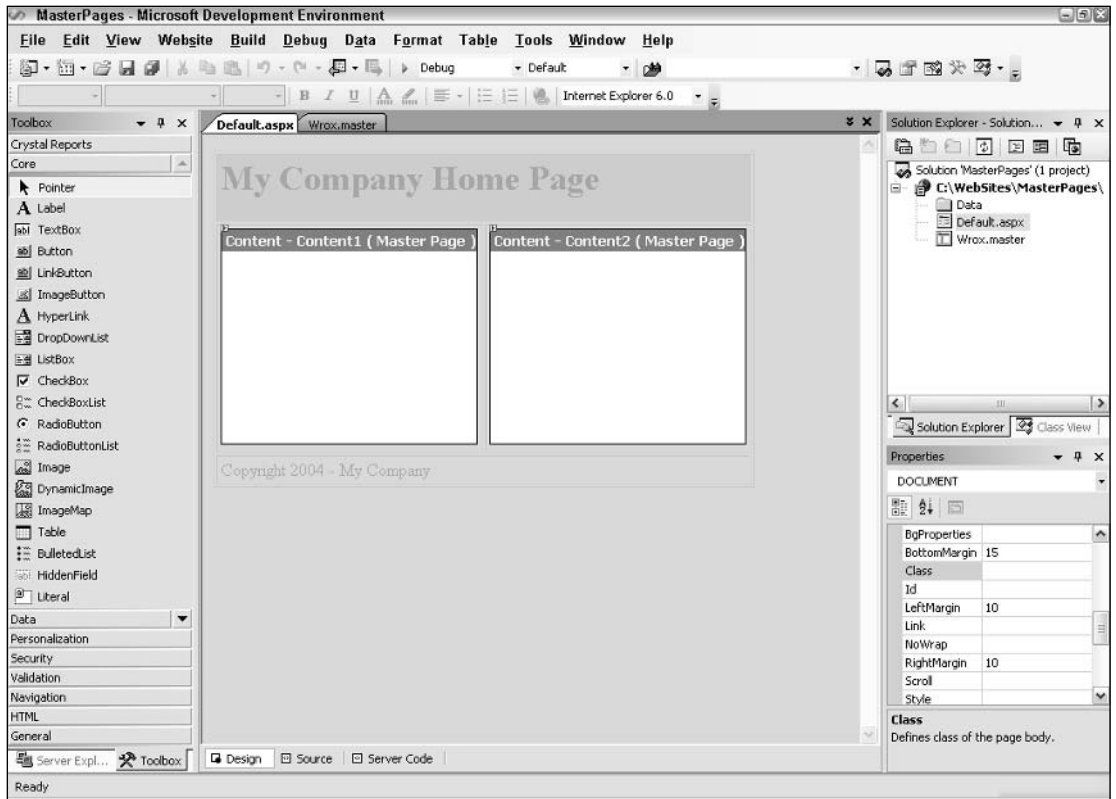 MasterPages - Microsoft Development Environment
File Edit View Website Build Debug Data Format Table Tools Window Help
Debug Default
B I U A Internet Explorer 6.0
Toolbox
Crystal Reports
Core
Pointer
A Label
abl TextBox
ab Button
ab LinkButton
ImageButton
A HyperLink
DropDownList
ListBox
CheckBox
CheckBoxList
RadioButton
RadioButtonList
Image
DynamicImage
ImageMap
Table
BulletedList
abl HiddenField
Literal
Data
Personalization
Security
Validation
Navigation
HTML
General
Server Expl... Toolbox
Default.aspx Wrox.master
My Company Home Page
Content - Content1 ( Master Page )
Content - Content2 ( Master Page )
Copyright 2004 - My Company
Design Source Server Code
Solution Explorer - Solution...
Solution 'MasterPages' (1 project)
C:\WebSites\MasterPages\
Data
Default.aspx
Wrox.master
Solution Explorer Class View
Properties
DOCUMENT
BgProperties
BottomMargin 15
Class
Id
LeftMargin 10
Link
NoWrap
RightMargin 10
Scroll
Style
Class
Defines class of the page body.
Ready